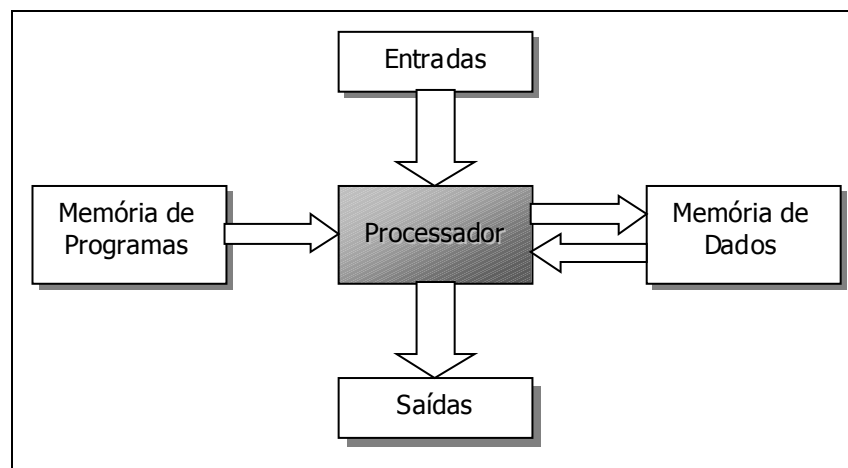 Entradas
Memória de
Programas
Processador
Memória de
Dados
Saídas